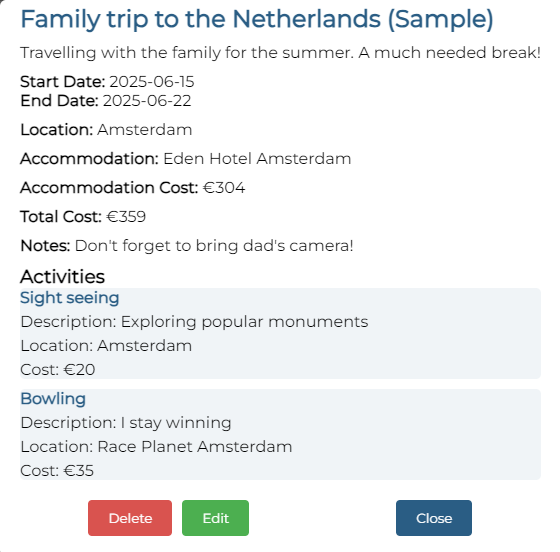 Family trip to the Netherlands (Sample)
Travelling with the family for the summer. A much needed break!
Start Date: 2025-06-15
End Date: 2025-06-22
Location: Amsterdam
Accommodation: Eden Hotel Amsterdam
Accommodation Cost: €304
Total Cost: €359
Notes: Don't forget to bring dad's camera!
Activities
Sight seeing
Description: Exploring popular monuments
Location: Amsterdam
Cost: €20
Bowling
Description: I stay winning
Location: Race Planet Amsterdam
Cost: €35
Delete Edit Close